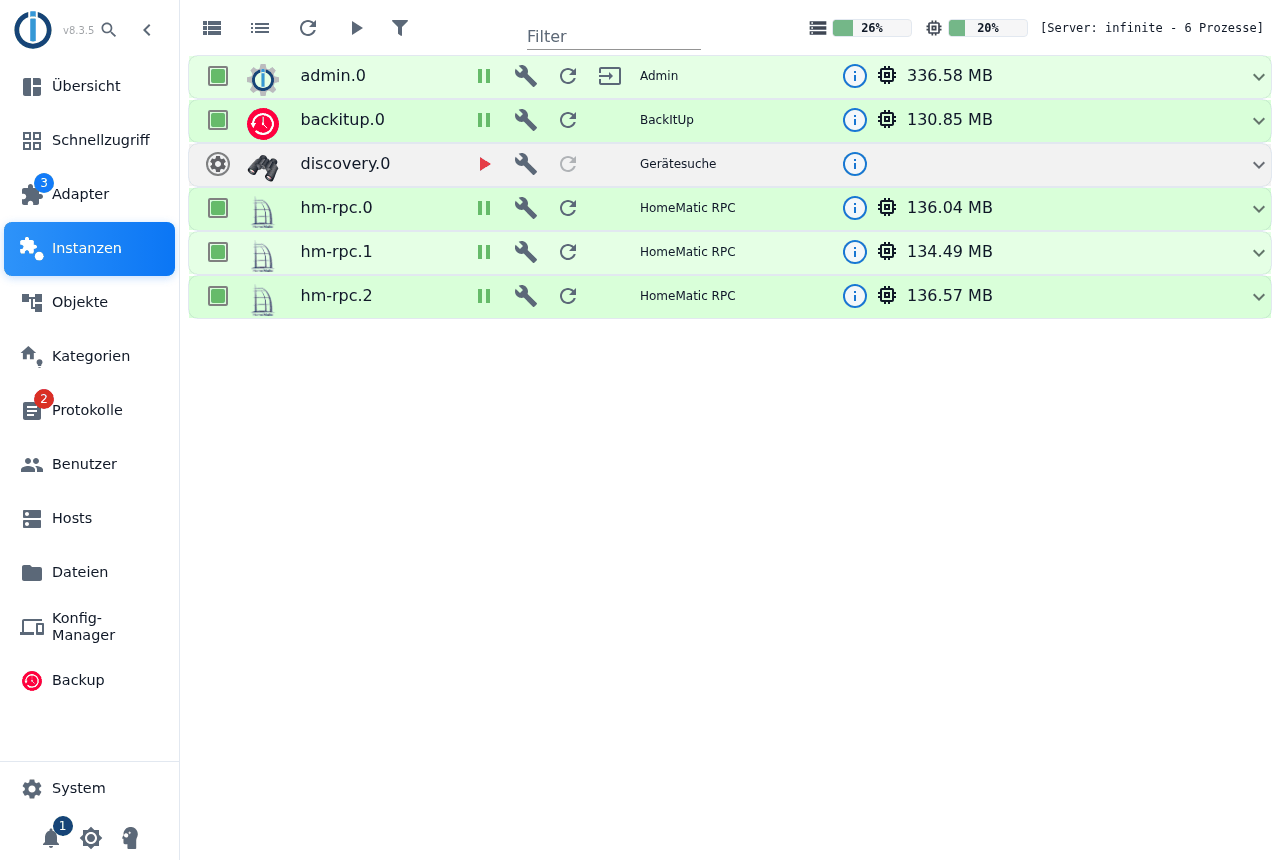 v8.3.5
Filter
26%
20%
[Server: infinite - 6 Prozesse]
Übersicht
Schnellzugriff
3
Adapter
Instanzen
Objekte
Kategorien
2
Protokolle
Benutzer
Hosts
Dateien
Konfig-
Manager
Backup
System
1
admin.0 Admin 336.58 MB
backitup.0 BackItUp 130.85 MB
discovery.0 Gerätesuche
hm-rpc.0 HomeMatic RPC 136.04 MB
hm-rpc.1 HomeMatic RPC 134.49 MB
hm-rpc.2 HomeMatic RPC 136.57 MB